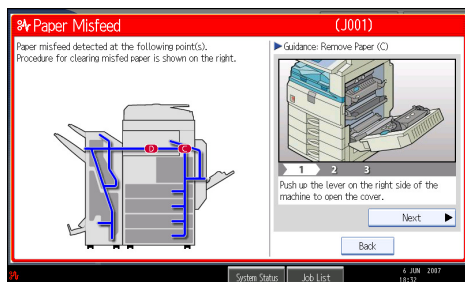 Paper Misfeed
(J001)
Paper misfeed detected at the following point(s).
Procedure for clearing misfed paper is shown on the right.
D
C
Guidance: Remove Paper (C)
1 2 3
Push up the lever on the right side of the
machine to open the cover.
Next
Back
System Status
Job List
6 JUN 2007
18:32